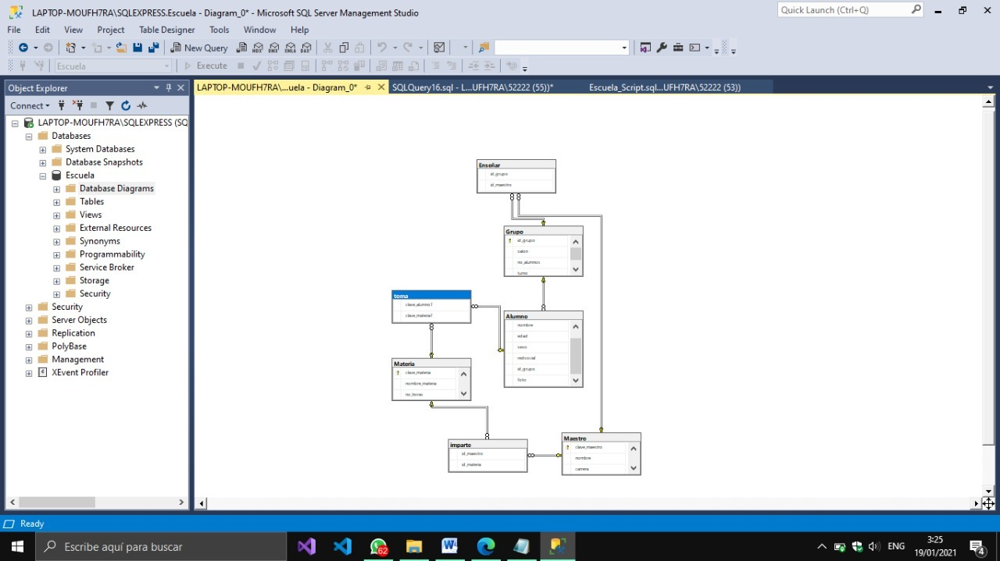 LAPTOP-MOUFH7RA\SQLEXPRESS.Escuela - Diagram_0* - Microsoft SQL Server Management Studio
Quick Launch (Ctrl+Q)
File Edit View Project Table Designer Tools Window Help
New Query
MDX DMX XMLA DAX
Escuela
Execute
Object Explorer
LAPTOP-MOUFH7RA\...uela - Diagram_0*
SQLQuery16.sql - L...UFH7RA\52222 (55))*
Escuela_Script.sql...UFH7RA\52222 (53))
Connect
LAPTOP-MOUFH7RA\SQLEXPRESS (SQ
Databases
System Databases
Database Snapshots
Escuela
Database Diagrams
Tables
Views
External Resources
Synonyms
Programmability
Service Broker
Storage
Security
Security
Server Objects
Replication
PolyBase
Management
XEvent Profiler
Enseñar
id_grupo
id_maestro
Grupo
id_grupo
salon
no_alumnos
turno
toma
clave_alumno1
clave_materia1
Alumno
nombre
edad
sexo
redsocial
id_grupo
foto
Materia
clave_materia
nombre_materia
no_horas
imparte
id_maestro
id_materia
Maestro
clave_maestro
nombre
carrera
Ready
Escribe aquí para buscar
62
ENG
3:25
19/01/2021
4